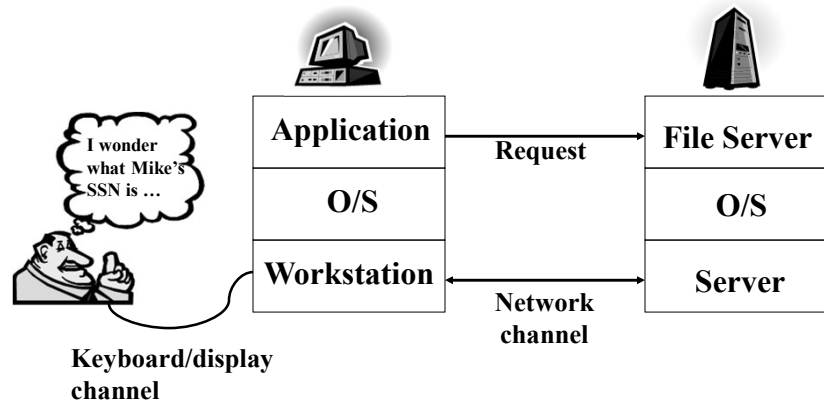 I wonder
what Mike's
SSN is …
Application
O/S
Workstation
Request
Network
channel
File Server
O/S
Server
Keyboard/display
channel